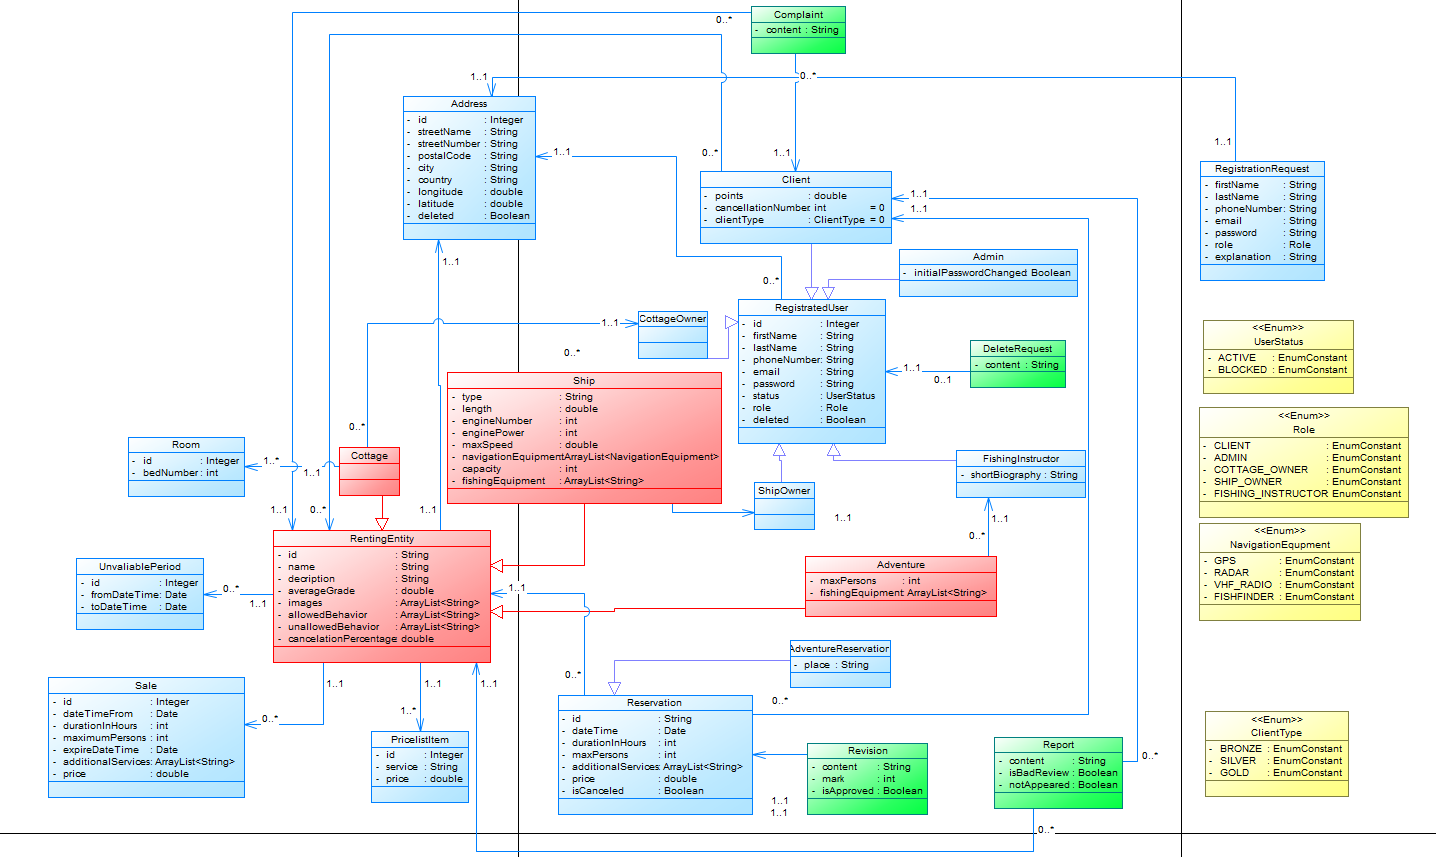 Complaint
- content : String
0..*
0..*
1..1
1..1
0..*
1..1
1..1
Address
- id : Integer
- streetName : String
- streetNumber : String
- postalCode : String
- city : String
- country : String
- longitude : double
- latitude : double
- deleted : Boolean
1..1
1..1
Client
- points : double
- cancellationNumber int = 0
- clientType : ClientType = 0
1..1
1..1
RegistrationRequest
- firstName : String
- lastName : String
- phoneNumber: String
- email : String
- password : String
- role : Role
- explanation : String
Admin
- initialPasswordChanged Boolean
0..*
RegistratedUser
- id : Integer
- firstName : String
- lastName : String
- phoneNumber: String
- email : String
- password : String
- status : UserStatus
- role : Role
- deleted : Boolean
CottageOwner
1..1
0..*
DeleteRequest
- content : String
1..1
0..1
<<Enum>>
UserStatus
- ACTIVE : EnumConstant
- BLOCKED : EnumConstant
Ship
- type : String
- length : double
- engineNumber : int
- enginePower : int
- maxSpeed : double
- navigationEquipmentArrayList<NavigationEquipment>
- capacity : int
- fishingEquipment : ArrayList<String>
<<Enum>>
Role
- CLIENT : EnumConstant
- ADMIN : EnumConstant
- COTTAGE_OWNER : EnumConstant
- SHIP_OWNER : EnumConstant
- FISHING_INSTRUCTOR EnumConstant
0..*
Room
- id : Integer
- bedNumber : int
1..*
1..1
Cottage
FishingInstructor
- shortBiography : String
ShipOwner
1..1
1..1
0..*
1..1
0..*
1..1
<<Enum>>
NavigationEqupment
- GPS : EnumConstant
- RADAR : EnumConstant
- VHF_RADIO : EnumConstant
- FISHFINDER : EnumConstant
RentingEntity
- id : String
- name : String
- decription : String
- averageGrade : double
- images : ArrayList<String>
- allowedBehavior : ArrayList<String>
- unallowedBehavior : ArrayList<String>
- cancelationPercentage double
UnvaliablePeriod
- id : Integer
- fromDateTime : Date
- toDateTime : Date
0..*
1..1
1..1
Adventure
- maxPersons : int
- fishingEquipment ArrayList<String>
AdventureReservation
- place : String
0..*
1..1
1..1
1..1
Sale
- id : Integer
- dateTimeFrom : Date
- durationInHours : int
- maximumPersons : int
- expireDateTime : Date
- additionalServices: ArrayList<String>
- price : double
0..*
1..*
PricelistItem
- id : Integer
- service : String
- price : double
Reservation
- id : String
- dateTime : Date
- durationInHours : int
- maxPersons : int
- additionalServices: ArrayList<String>
- price : double
- isCanceled : Boolean
0..*
Revision
- content : String
- mark : int
- isApproved : Boolean
1..1
1..1
Report
- content : String
- isBadReview : Boolean
- notAppeared : Boolean
0..*
0..*
<<Enum>>
ClientType
- BRONZE : EnumConstant
- SILVER : EnumConstant
- GOLD : EnumConstant